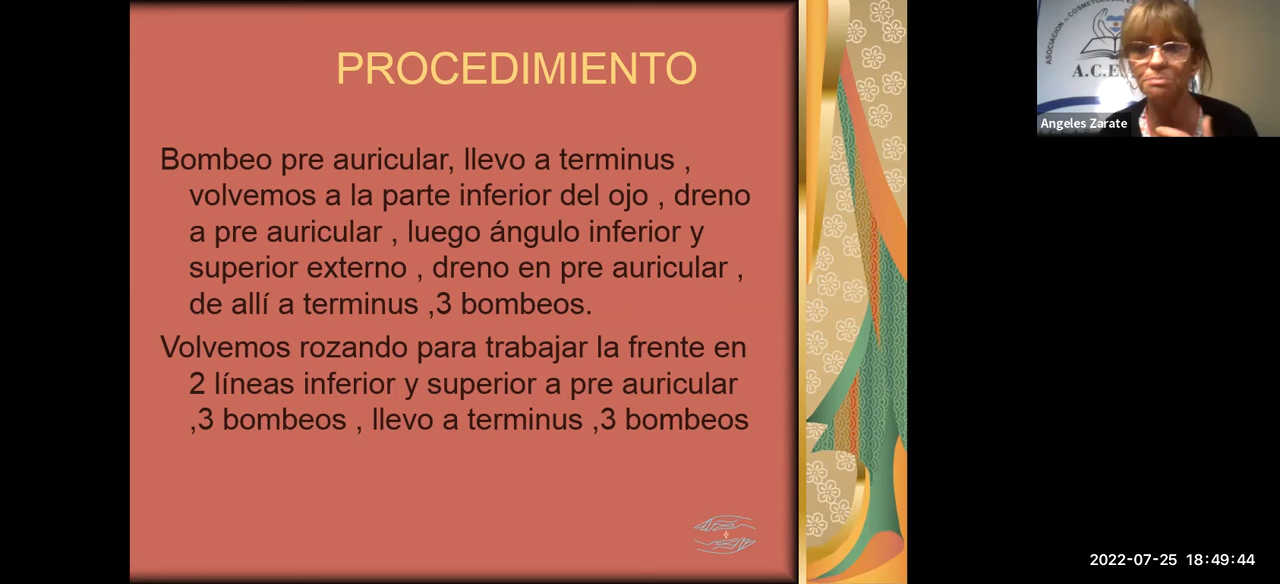 PROCEDIMIENTO
Bombeo pre auricular, llevo a terminus ,
volvemos a la parte inferior del ojo , dreno
a pre auricular , luego ángulo inferior y
superior externo , dreno en pre auricular ,
de allí a terminus ,3 bombeos.
Volvemos rozando para trabajar la frente en
2 líneas inferior y superior a pre auricular
,3 bombeos , llevo a terminus ,3 bombeos
A.C.E
Angeles Zarate
2022-07-25 18:49:44